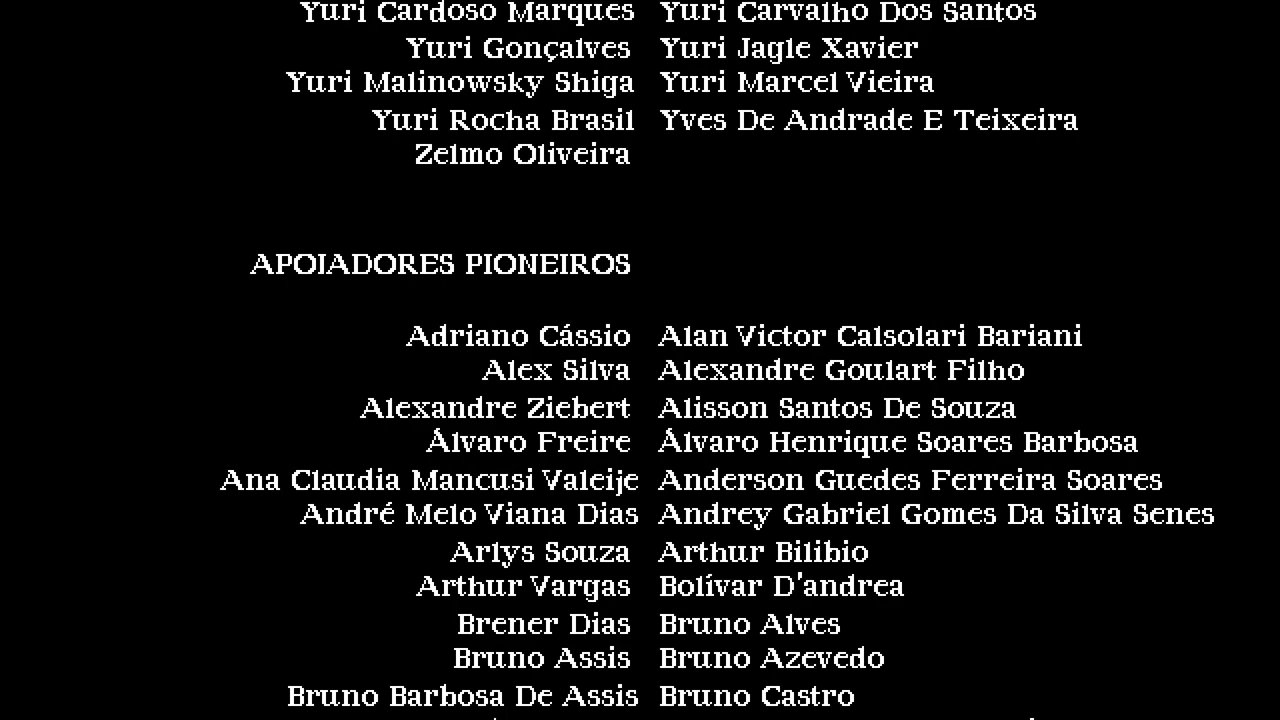 Yuri Cardoso Marques Yuri Carvalho Dos Santos
Yuri Gonçalves Yuri Jagle Xavier
Yuri Malinowsky Shiga Yuri Marcel Vieira
Yuri Rocha Brasil Yves De Andrade E Teixeira
Zelmo Oliveira
APOIADORES PIONEIROS
Adriano Cássio Alan Victor Calsolari Bariani
Alex Silva Alexandre Goulart Filho
Alexandre Ziebert Alisson Santos De Souza
Álvaro Freire Álvaro Henrique Soares Barbosa
Ana Claudia Mancusi Valeije Anderson Guedes Ferreira Soares
André Melo Viana Dias Andrey Gabriel Gomes Da Silva Senes
Arlys Souza Arthur Bilibio
Arthur Vargas Bolívar D'andrea
Brener Dias Bruno Alves
Bruno Assis Bruno Azevedo
Bruno Barbosa De Assis Bruno Castro